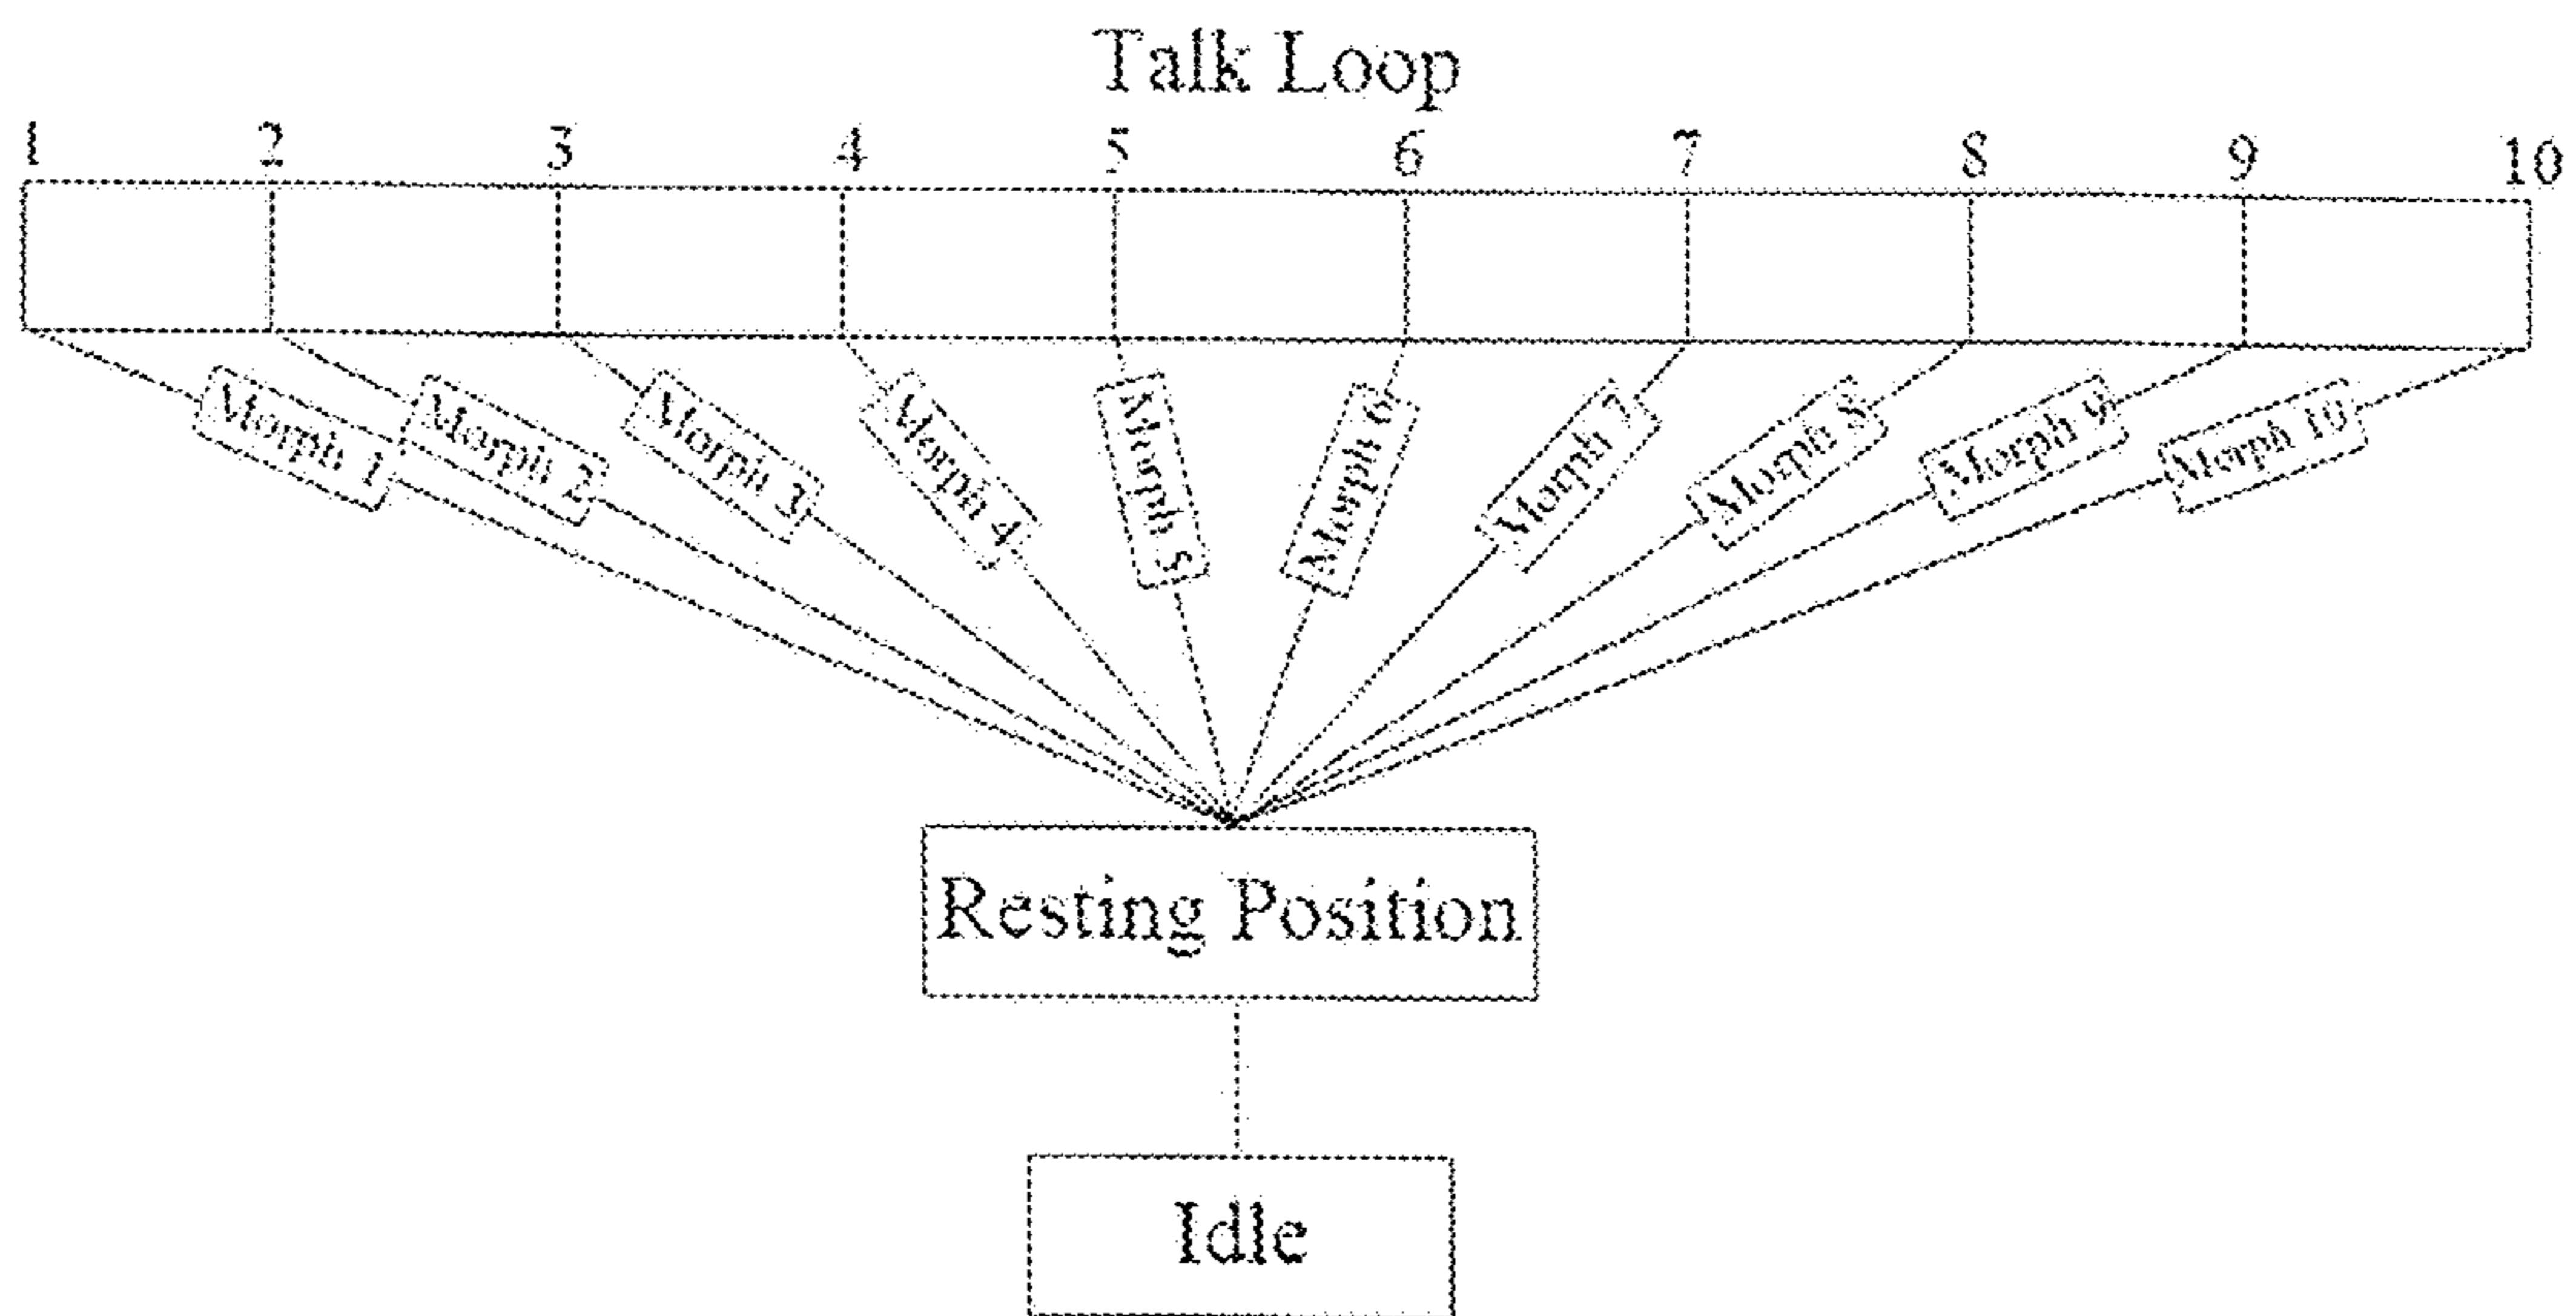 Talk Loop
1 2 3 4 5 6 7 8 9 10
Morph 1 Morph 2 Morph 3 Morph 4 Morph 5 Morph 6 Morph 7 Morph 8 Morph 9 Morph 10
Resting Position
Idle